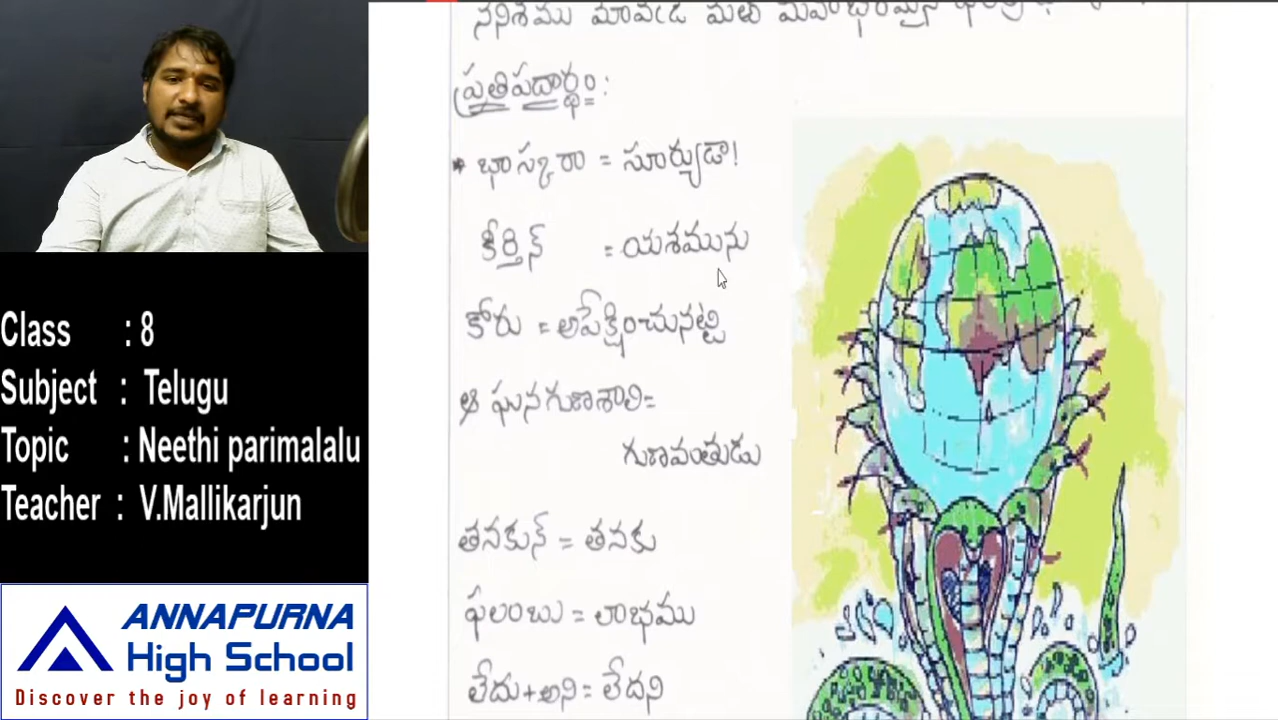 ప్రతిపదార్థం:
* భాస్కరా = సూర్యుడా!
కీర్తిన్ = యశమును
కోరు = అపేక్షించునట్టి
ఆ ఘనగుణశాలి=
గుణవంతుడు
తనకున్ = తనకు
ఫలంబు = లాభము
లేదు+అని = లేదని
Class : 8
Subject : Telugu
Topic : Neethi parimalalu
Teacher : V.Mallikarjun
ANNAPURNA
High School
Discover the joy of learning